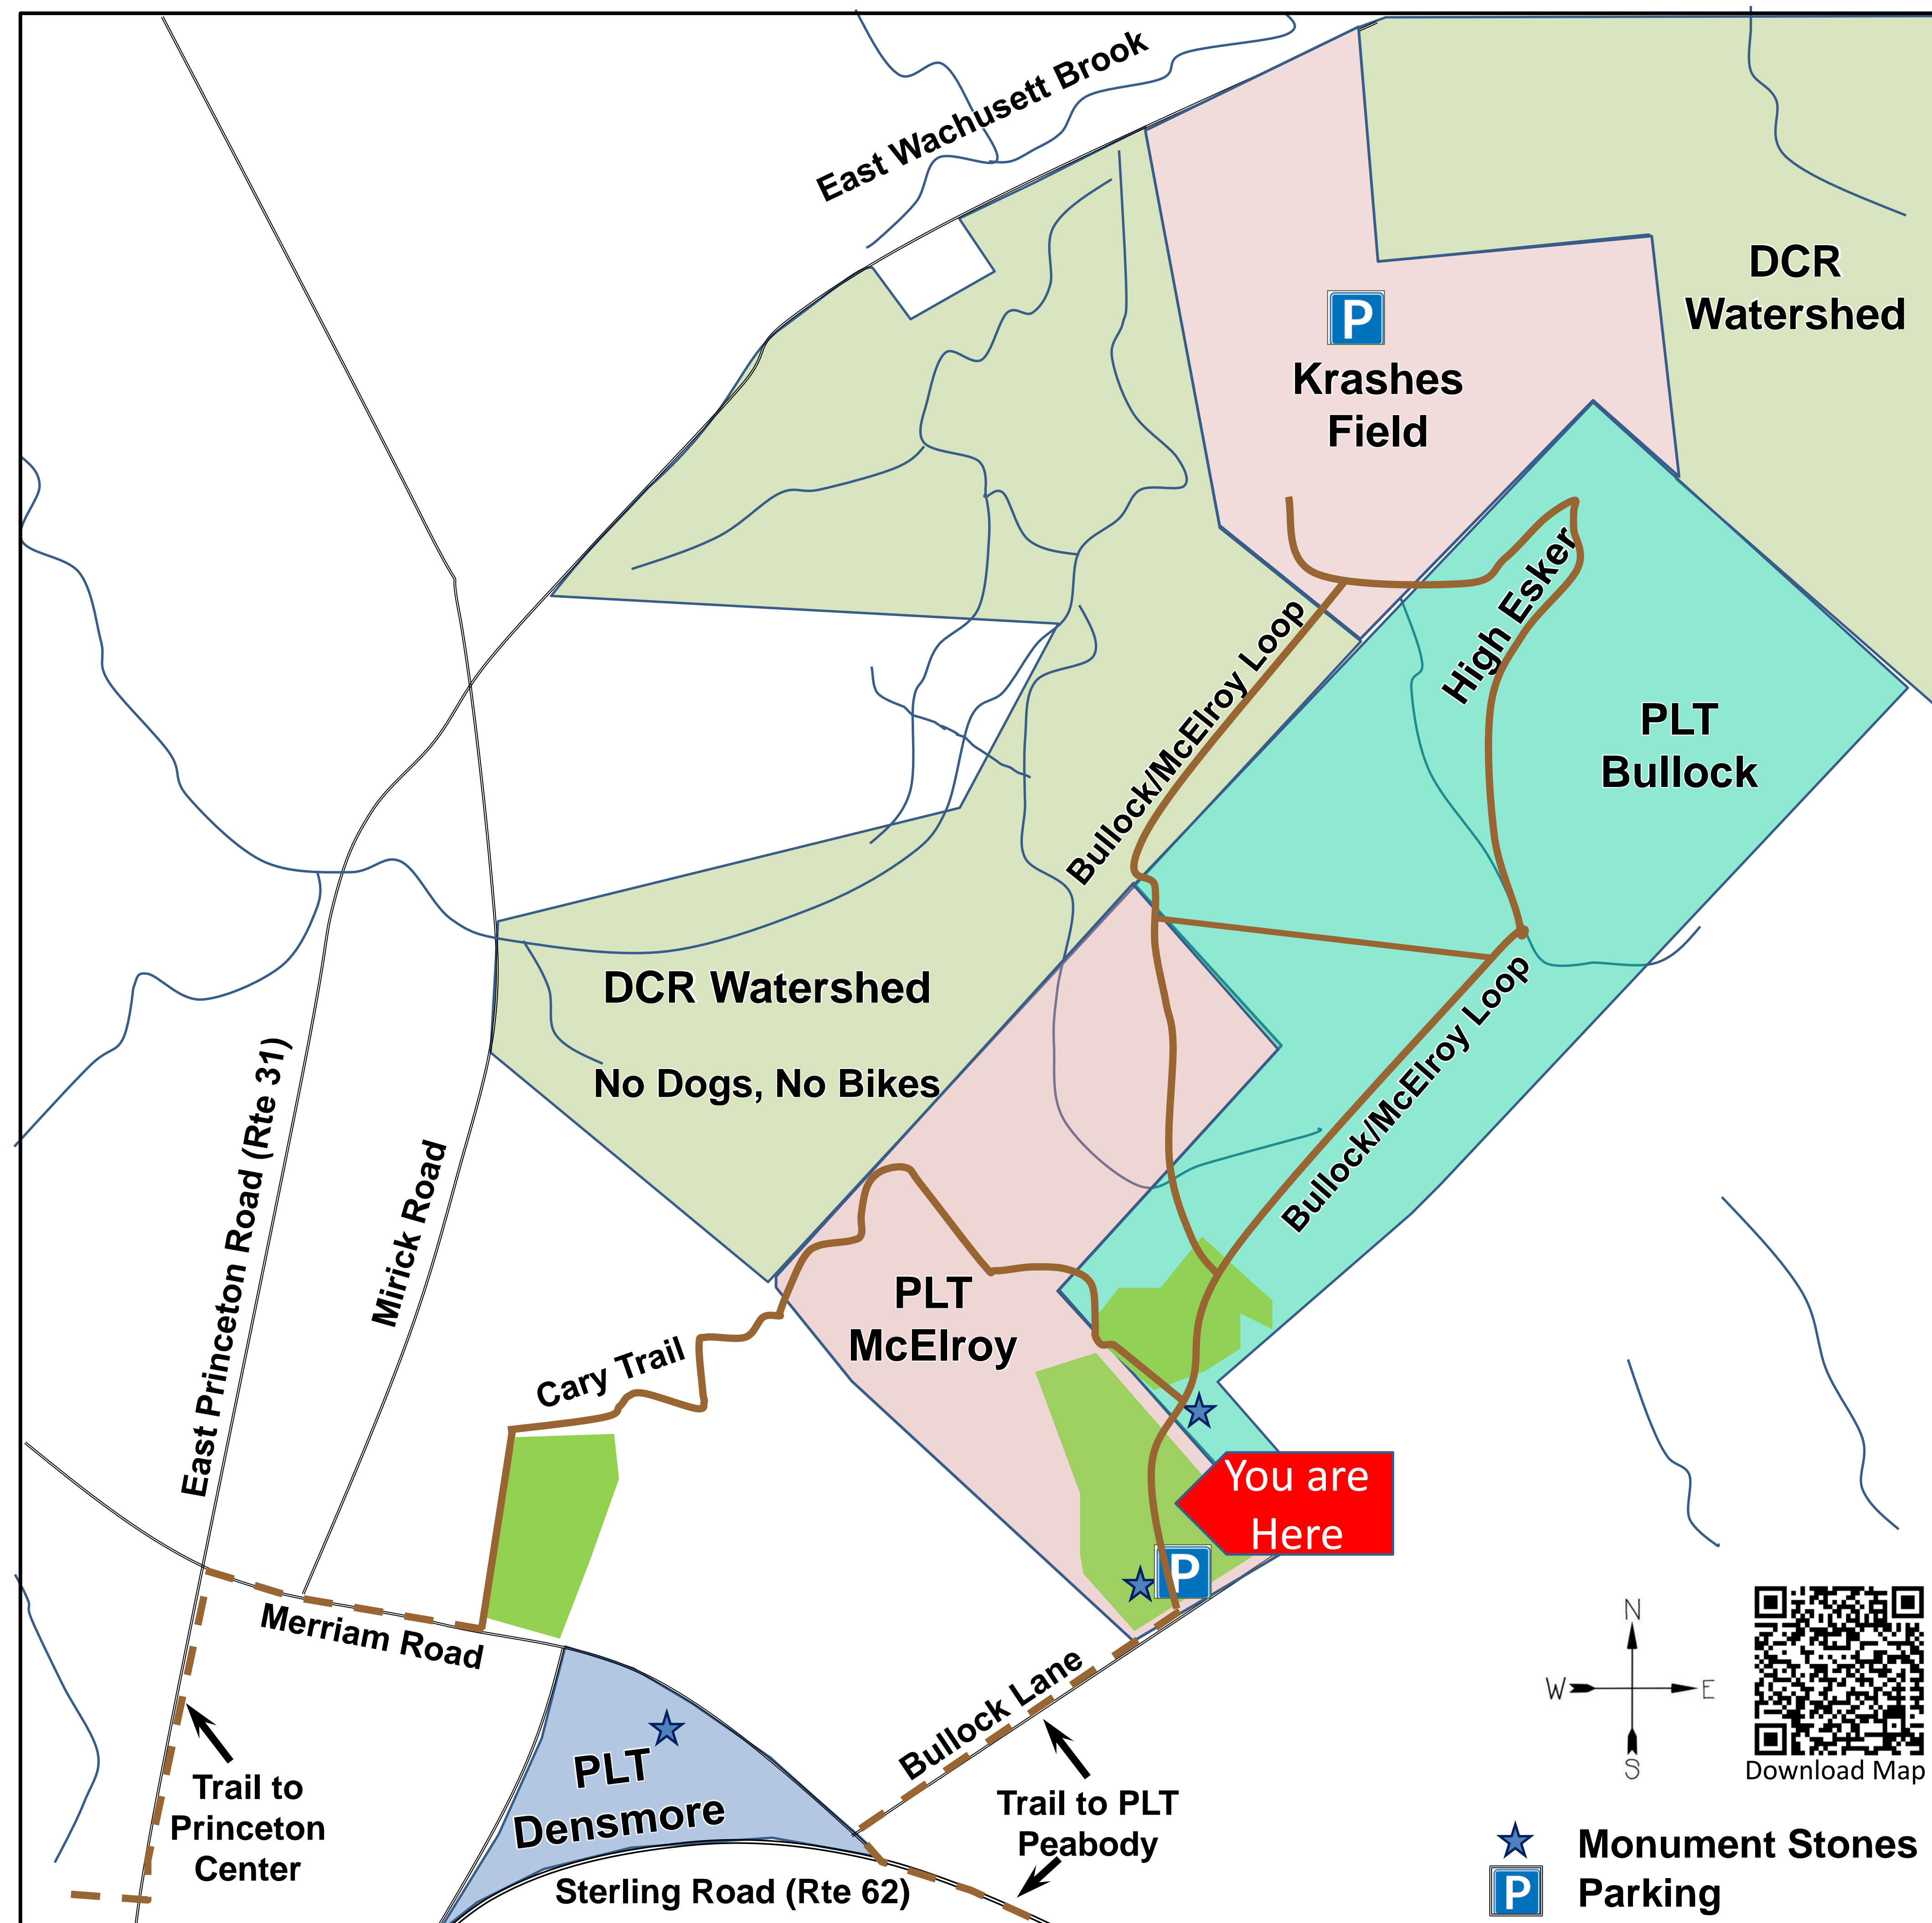 East Wachusett Brook
DCR
Watershed
P
Krashes
Field
High Esker
Bullock/McElroy Loop
PLT
Bullock
DCR Watershed
No Dogs, No Bikes
Bullock/McElroy Loop
East Princeton Road (Rte 31)
Mirick Road
PLT
McElroy
Cary Trail
You are
Here
P
Merriam Road
Bullock Lane
PLT
Densmore
Trail to
Princeton
Center
Trail to PLT
Peabody
Sterling Road (Rte 62)
N
W
E
S
Download Map
Monument Stones
P
Parking